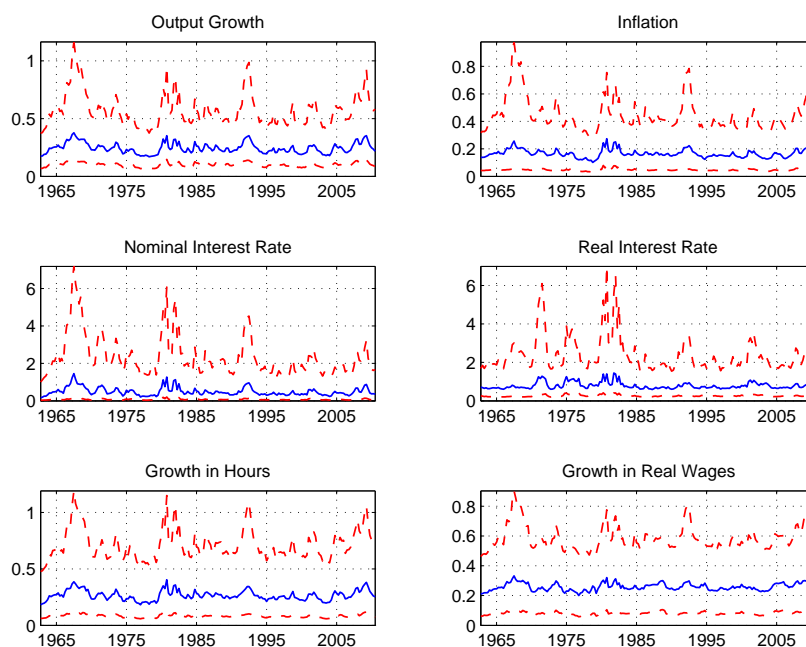 Output Growth
1
0.5
0
1965 1975 1985 1995 2005
Inflation
0.8
0.6
0.4
0.2
0
1965 1975 1985 1995 2005
Nominal Interest Rate
6
4
2
0
1965 1975 1985 1995 2005
Real Interest Rate
6
4
2
0
1965 1975 1985 1995 2005
Growth in Hours
1
0.5
0
1965 1975 1985 1995 2005
Growth in Real Wages
0.8
0.6
0.4
0.2
0
1965 1975 1985 1995 2005